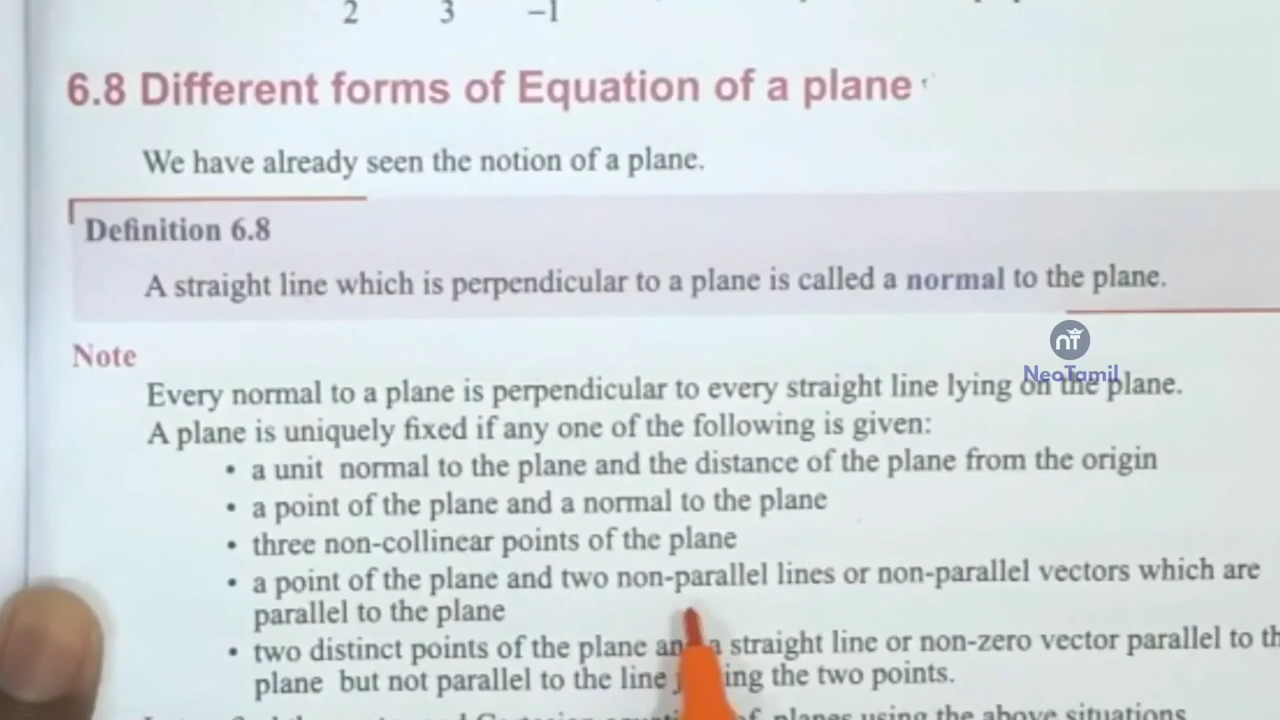 2 3 −1
6.8 Different forms of Equation of a plane
We have already seen the notion of a plane.
Definition 6.8
A straight line which is perpendicular to a plane is called a normal to the plane.
Note
NeoTamil
Every normal to a plane is perpendicular to every straight line lying on the plane.
A plane is uniquely fixed if any one of the following is given:
• a unit normal to the plane and the distance of the plane from the origin
• a point of the plane and a normal to the plane
• three non-collinear points of the plane
• a point of the plane and two non-parallel lines or non-parallel vectors which are
parallel to the plane
• two distinct points of the plane and a straight line or non-zero vector parallel to
plane but not parallel to the line the two points.
of planes using the above situations